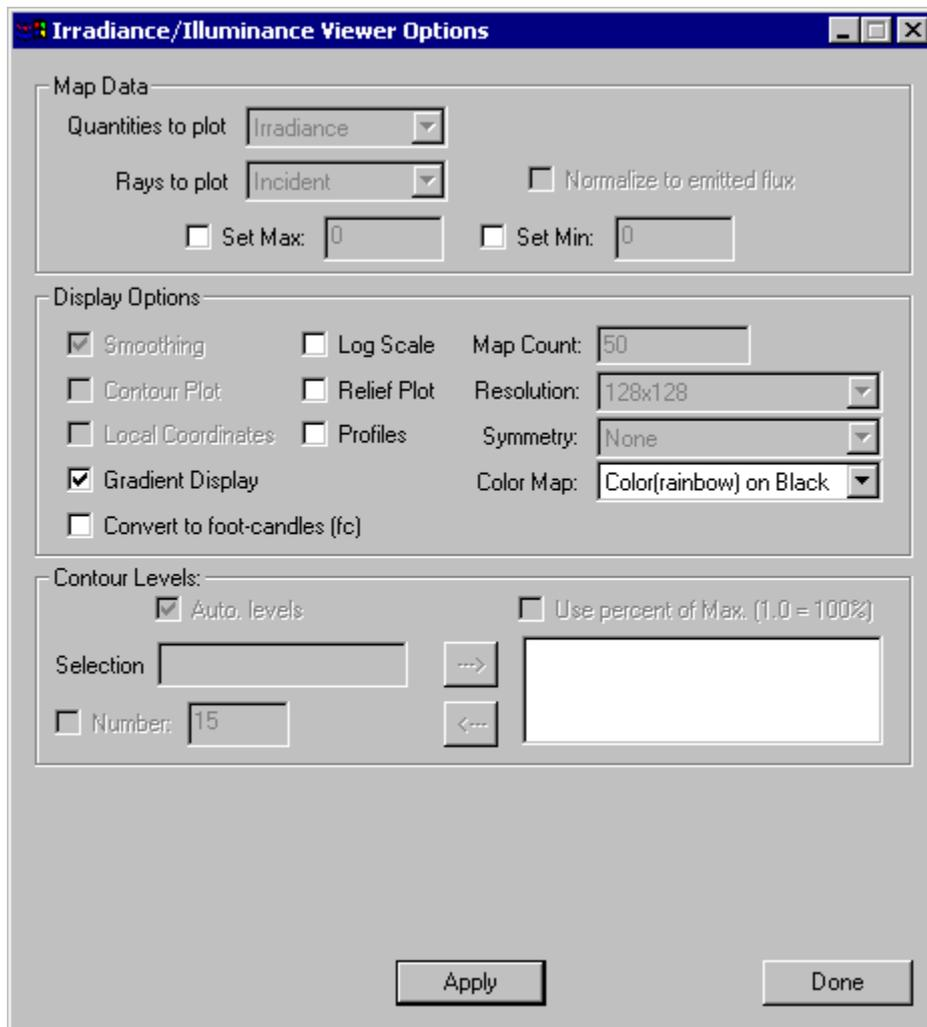 Irradiance/Illuminance Viewer Options
Map Data
Quantities to plot Irradiance
Rays to plot Incident Normalize to emitted flux
Set Max: 0 Set Min: 0
Display Options
Smoothing Log Scale Map Count: 50
Contour Plot Relief Plot Resolution: 128x128
Local Coordinates Profiles Symmetry: None
Gradient Display Color Map: Color(rainbow) on Black
Convert to foot-candles (fc)
Contour Levels:
Auto. levels Use percent of Max. (1.0 = 100%)
Selection --->
Number: 15 <---
Apply Done